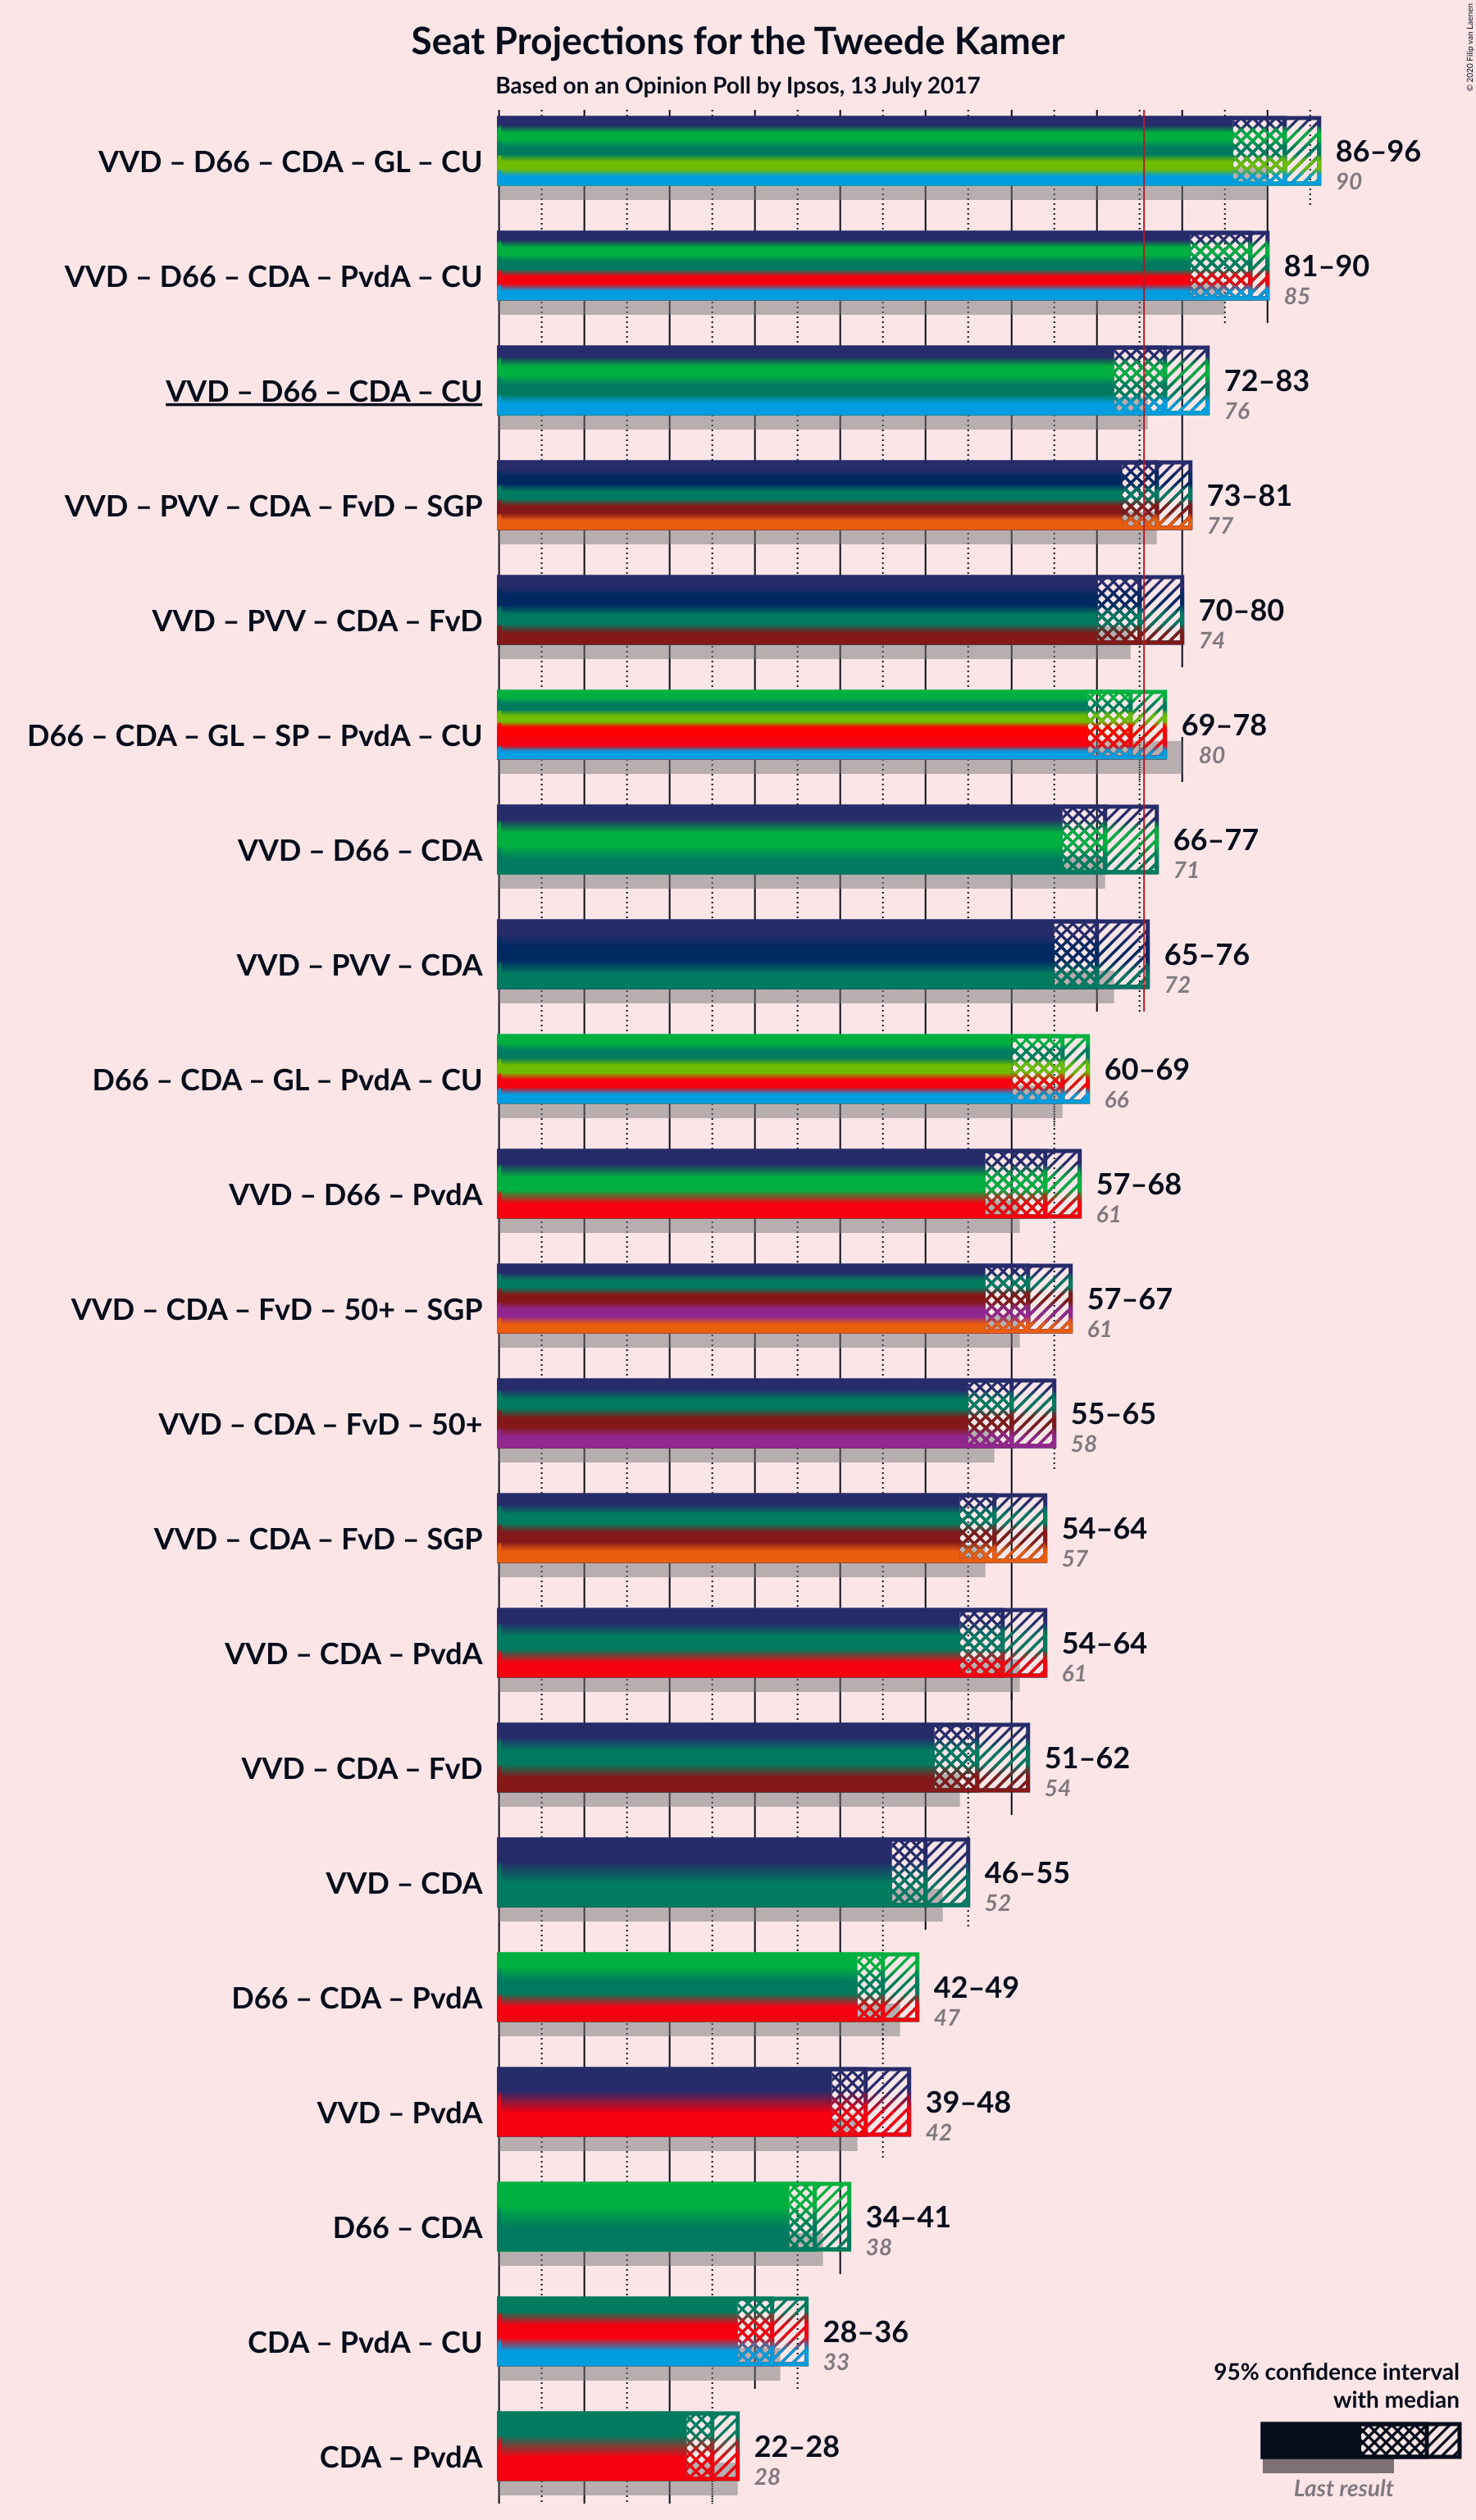 Seat Projections for the Tweede Kamer
Based on an Opinion Poll by Ipsos, 13 July 2017
© 2020 Filip van Laenen
VVD – D66 – CDA – GL – CU
86–96
90
VVD – D66 – CDA – PvdA – CU
81–90
85
VVD – D66 – CDA – CU
72–83
76
VVD – PVV – CDA – FvD – SGP
73–81
77
VVD – PVV – CDA – FvD
70–80
74
D66 – CDA – GL – SP – PvdA – CU
69–78
80
VVD – D66 – CDA
66–77
71
VVD – PVV – CDA
65–76
72
D66 – CDA – GL – PvdA – CU
60–69
66
VVD – D66 – PvdA
57–68
61
VVD – CDA – FvD – 50+ – SGP
57–67
61
VVD – CDA – FvD – 50+
55–65
58
VVD – CDA – FvD – SGP
54–64
57
VVD – CDA – PvdA
54–64
61
VVD – CDA – FvD
51–62
54
VVD – CDA
46–55
52
D66 – CDA – PvdA
42–49
47
VVD – PvdA
39–48
42
D66 – CDA
34–41
38
CDA – PvdA – CU
28–36
33
CDA – PvdA
22–28
28
95% confidence interval
with median
Last result